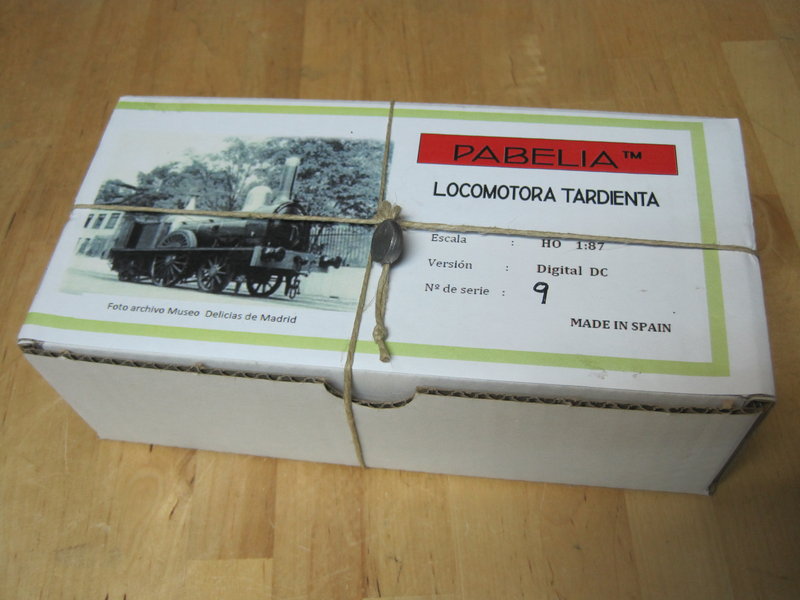 PABELIA™
LOCOMOTORA TARDIENTA
Escala : HO 1:87
Versión : Digital DC
Nº de serie : 9
MADE IN SPAIN
Foto archivo Museo Delicias de Madrid